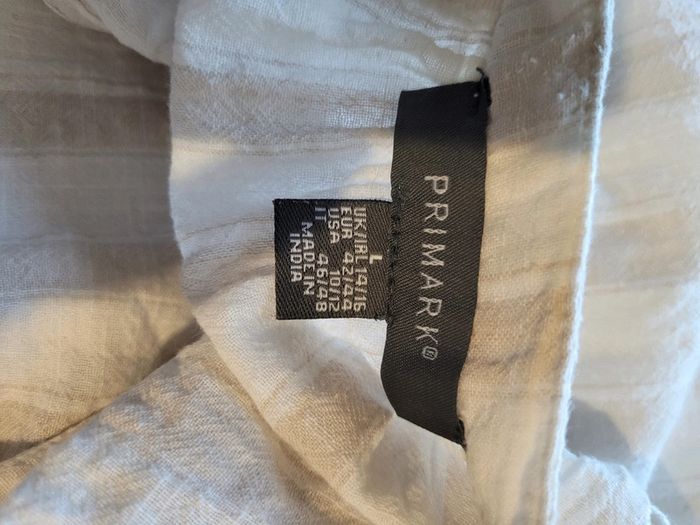 PRIMARK®
L
UK/IRL 14/16
EUR 42/44
USA 10/12
IT 46/48
MADE IN
INDIA